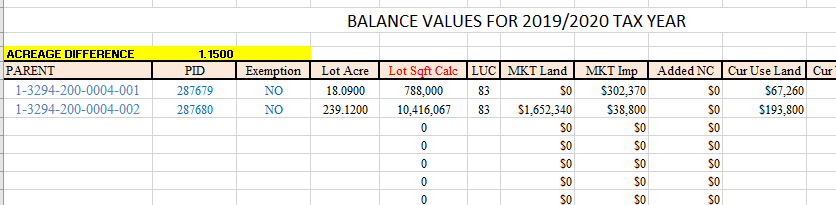 BALANCE VALUES FOR 2019/2020 TAX YEAR
ACREAGE DIFFERENCE 1.1500
PARENT PID Exemption Lot Acre Lot Sqft Calc LUC MKT Land MKT Imp Added NC Cur Use Land Cur
1-3294-200-0004-001 287679 NO 18.0900 788,000 83 $0 $302,370 $0 $67,260
1-3294-200-0004-002 287680 NO 239.1200 10,416,067 83 $1,652,340 $38,800 $0 $193,800
0 $0 $0 $0
0 $0 $0 $0
0 $0 $0 $0
0 $0 $0 $0
0 $0 $0 $0